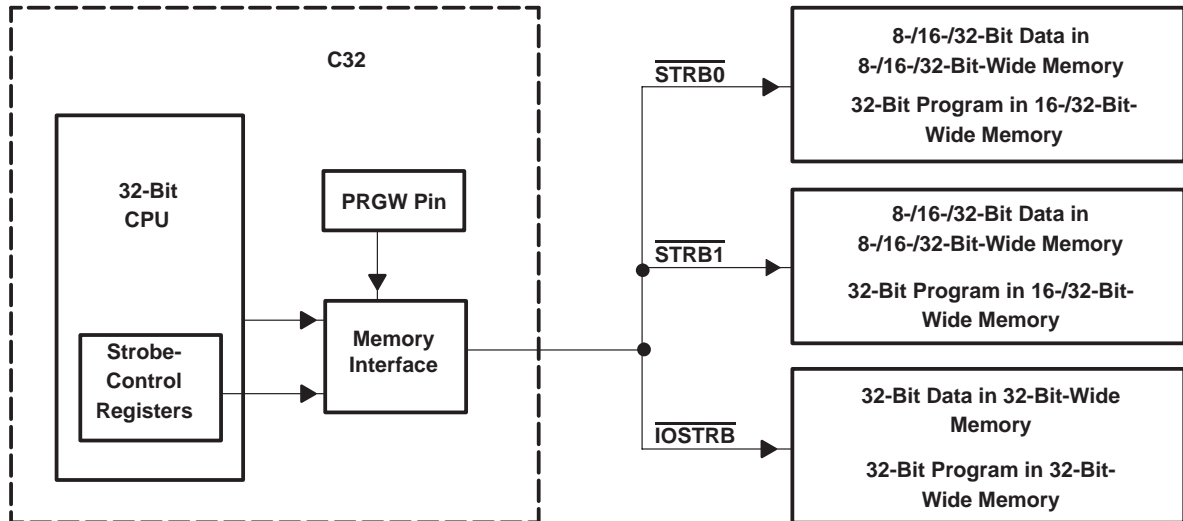 C32
32-Bit
CPU
PRGW Pin
Strobe-
Control
Registers
Memory
Interface
STRB0
8-/16-/32-Bit Data in
8-/16-/32-Bit-Wide Memory
32-Bit Program in 16-/32-Bit-
Wide Memory
STRB1
8-/16-/32-Bit Data in
8-/16-/32-Bit-Wide Memory
32-Bit Program in 16-/32-Bit-
Wide Memory
IOSTRB
32-Bit Data in 32-Bit-Wide
Memory
32-Bit Program in 32-Bit-
Wide Memory